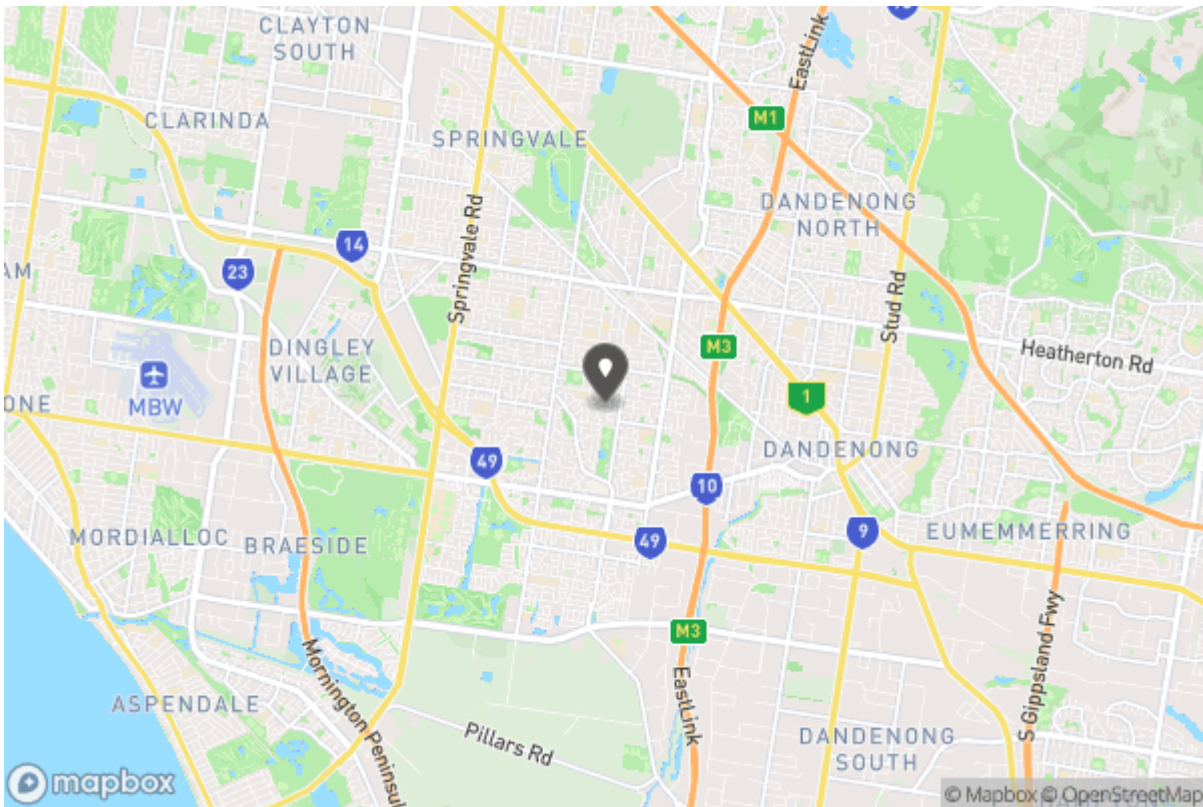 CLAYTON
SOUTH
EastLink
CLARINDA
SPRINGVALE
M1
DANDENONG
NORTH
Springvale Rd
14
23
AM
Stud Rd
DINGLEY
VILLAGE
M3
Heatherton Rd
MBW
ONE
1
DANDENONG
49
10
MORDIALLOC
BRAESIDE
49
9
EUMEMMERRING
M3
S Gippsland Fwy
Mornington Peninsul
EastLink
ASPENDALE
Pillars Rd
DANDENONG
SOUTH
mapbox
© Mapbox © OpenStreetMap